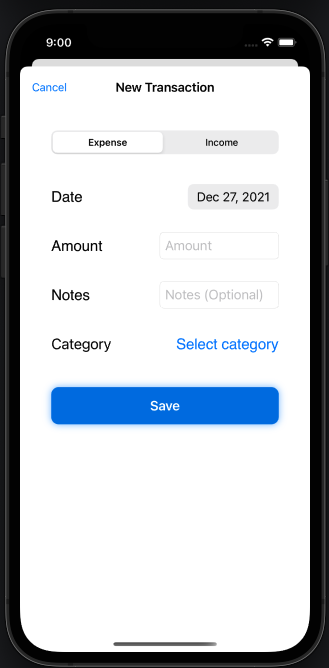 9:00
Cancel New Transaction
Expense Income
Date Dec 27, 2021
Amount Amount
Notes Notes (Optional)
Category Select category
Save